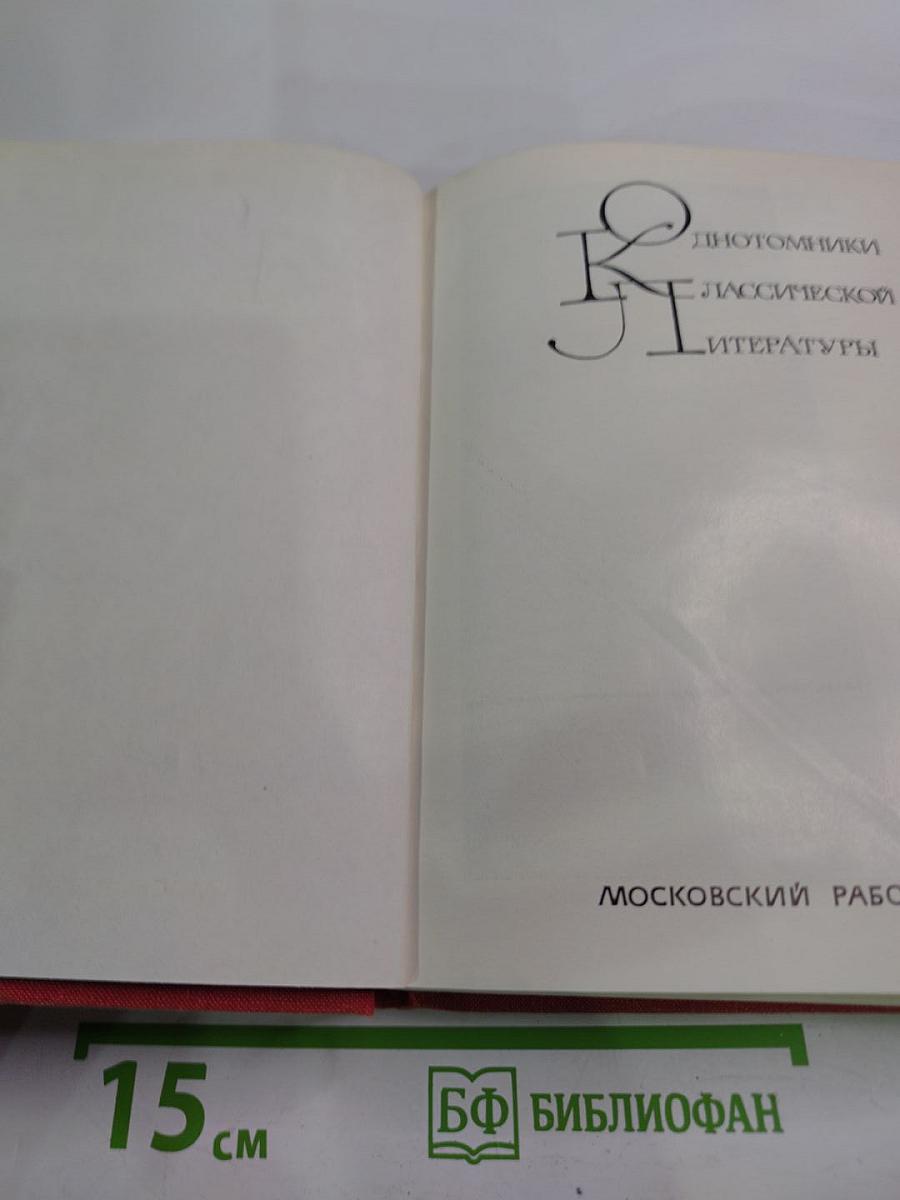 Однотомники
Классической
Литературы
МОСКОВСКИЙ РАБО
15 см
БФ БИБЛИОФАН